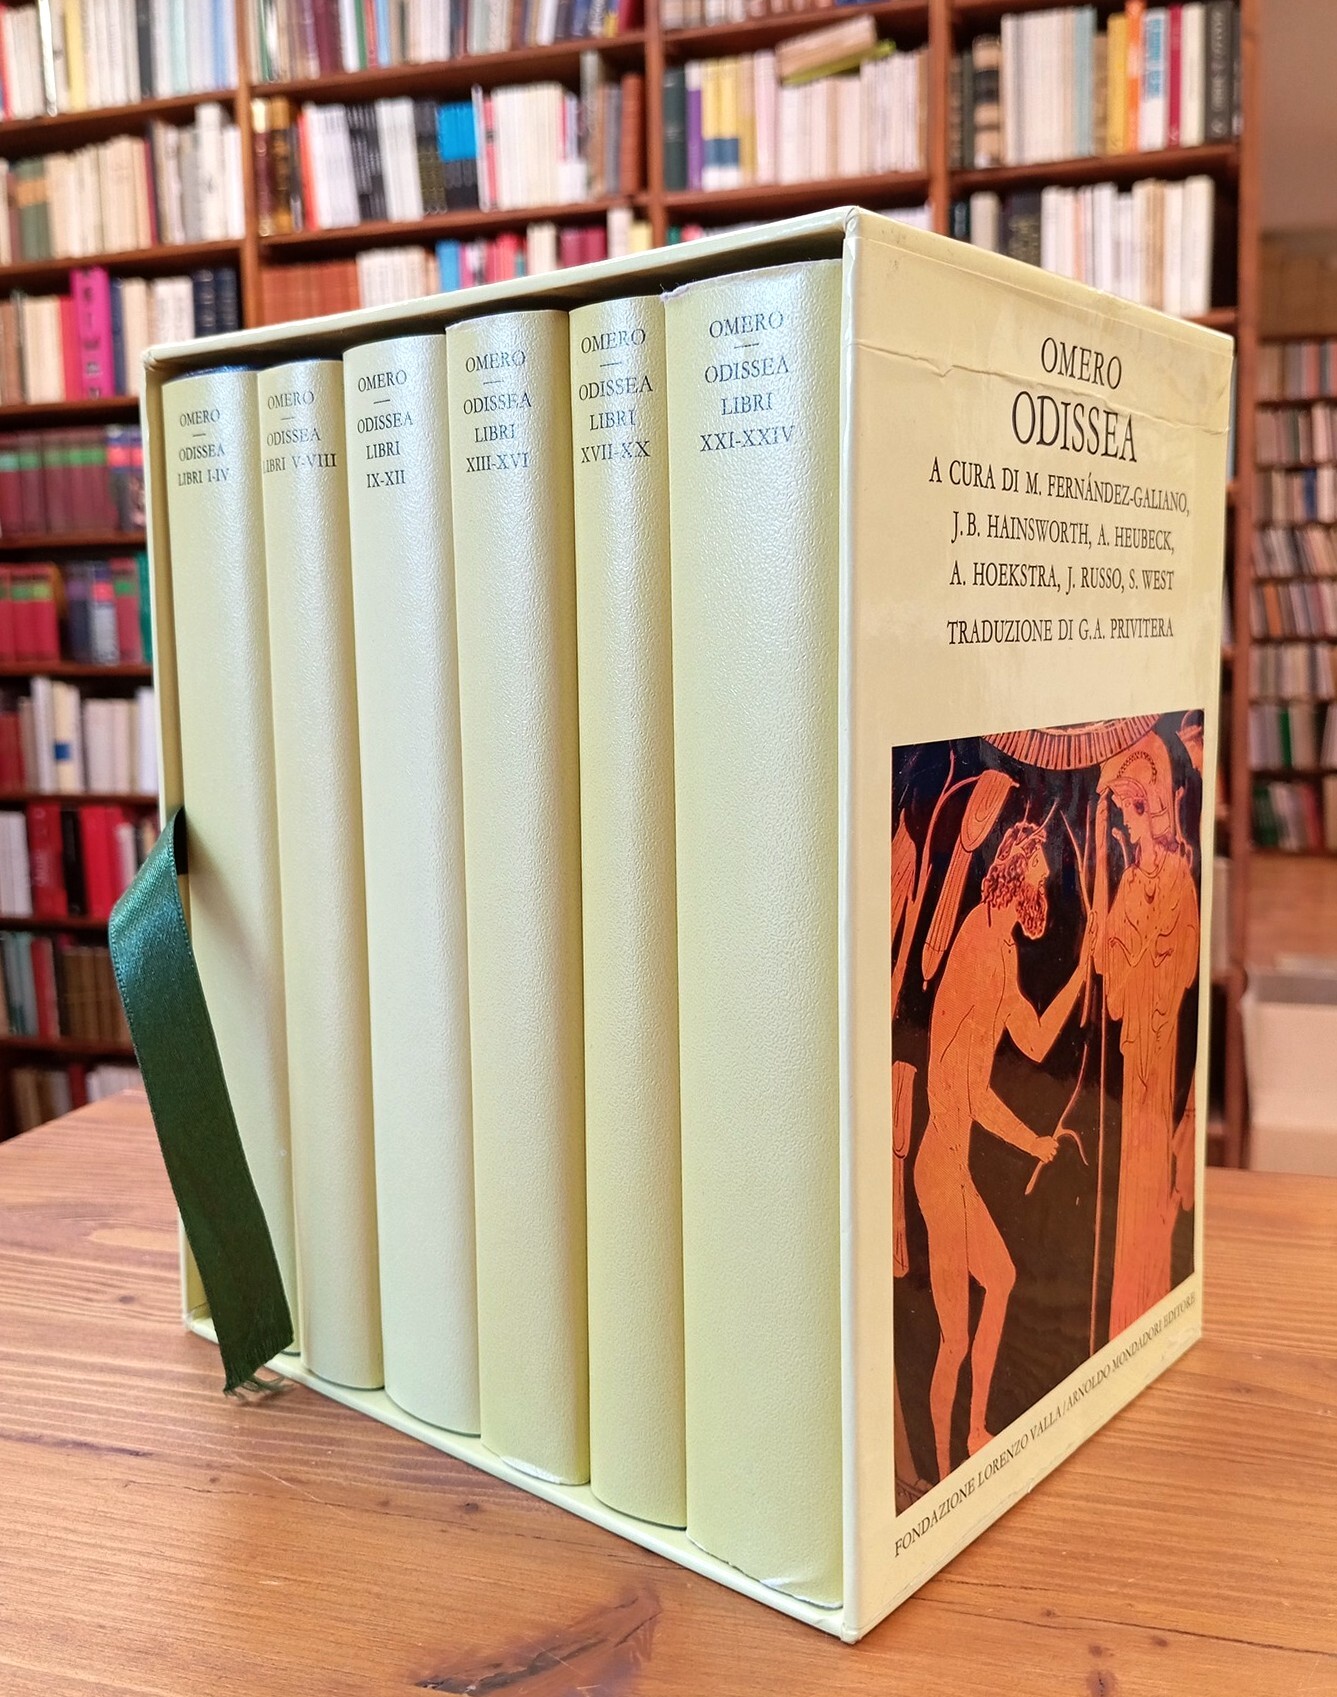 OMERO
ODISSEA
LIBRI I-IV
OMERO
ODISSEA
LIBRI V-VIII
OMERO
ODISSEA
LIBRI
IX-XII
OMERO
ODISSEA
LIBRI
XIII-XVI
OMERO
ODISSEA
LIBRI
XVII-XX
OMERO
ODISSEA
LIBRI
XXI-XXIV
OMERO
ODISSEA
A CURA DI M. FERNÁNDEZ-GALIANO,
J.B. HAINSWORTH, A. HEUBECK,
A. HOEKSTRA, J. RUSSO, S. WEST
TRADUZIONE DI G.A. PRIVITERA
FONDAZIONE LORENZO VALLA/ARNOLDO MONDADORI EDITORE